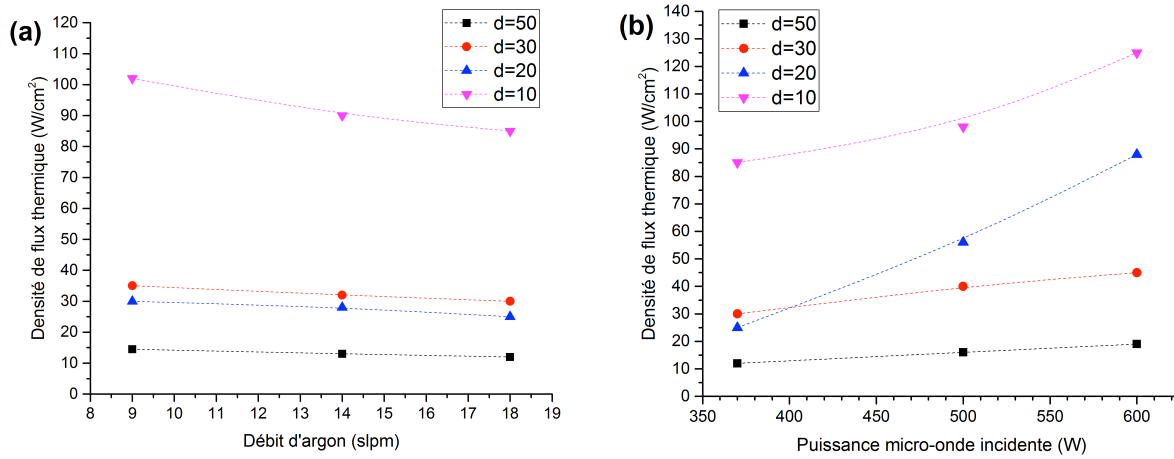 (a)
d=50
d=30
d=20
d=10
Densité de flux thermique (W/cm²)
120
110
100
90
80
70
60
50
40
30
20
10
0
8 9 10 11 12 13 14 15 16 17 18 19
Débit d'argon (slpm)
(b)
d=50
d=30
d=20
d=10
Densité de flux thermique (W/cm²)
140
130
120
110
100
90
80
70
60
50
40
30
20
10
0
350 400 450 500 550 600
Puissance micro-onde incidente (W)